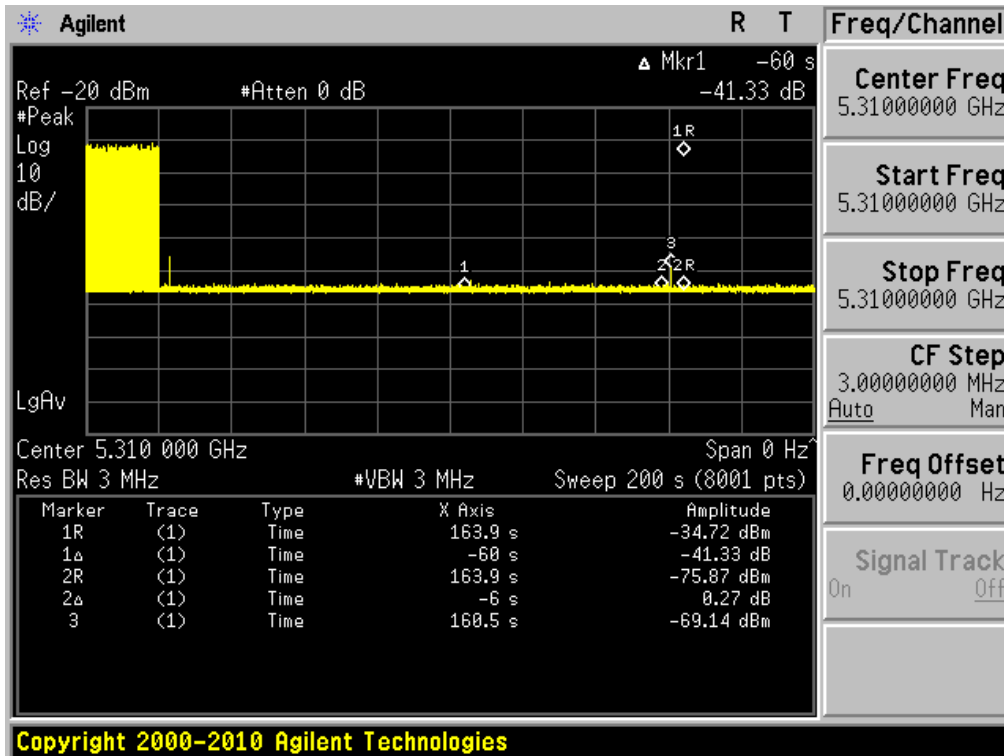 Agilent R T
Δ Mkr1 -60 s
Ref -20 dBm #Atten 0 dB -41.33 dB
#Peak
Log
10
dB/
1R
1
3
2
2R
LgAv
Center 5.310 000 GHz Span 0 Hz^
Res BW 3 MHz #VBW 3 MHz Sweep 200 s (8001 pts)
Marker Trace Type X Axis Amplitude
1R (1) Time 163.9 s -34.72 dBm
1Δ (1) Time -60 s -41.33 dB
2R (1) Time 163.9 s -75.87 dBm
2Δ (1) Time -6 s 0.27 dB
3 (1) Time 160.5 s -69.14 dBm
Copyright 2000-2010 Agilent Technologies
Freq/Channel
Center Freq
5.31000000 GHz
Start Freq
5.31000000 GHz
Stop Freq
5.31000000 GHz
CF Step
3.00000000 MHz
Auto Man
Freq Offset
0.00000000 Hz
Signal Track
On Off